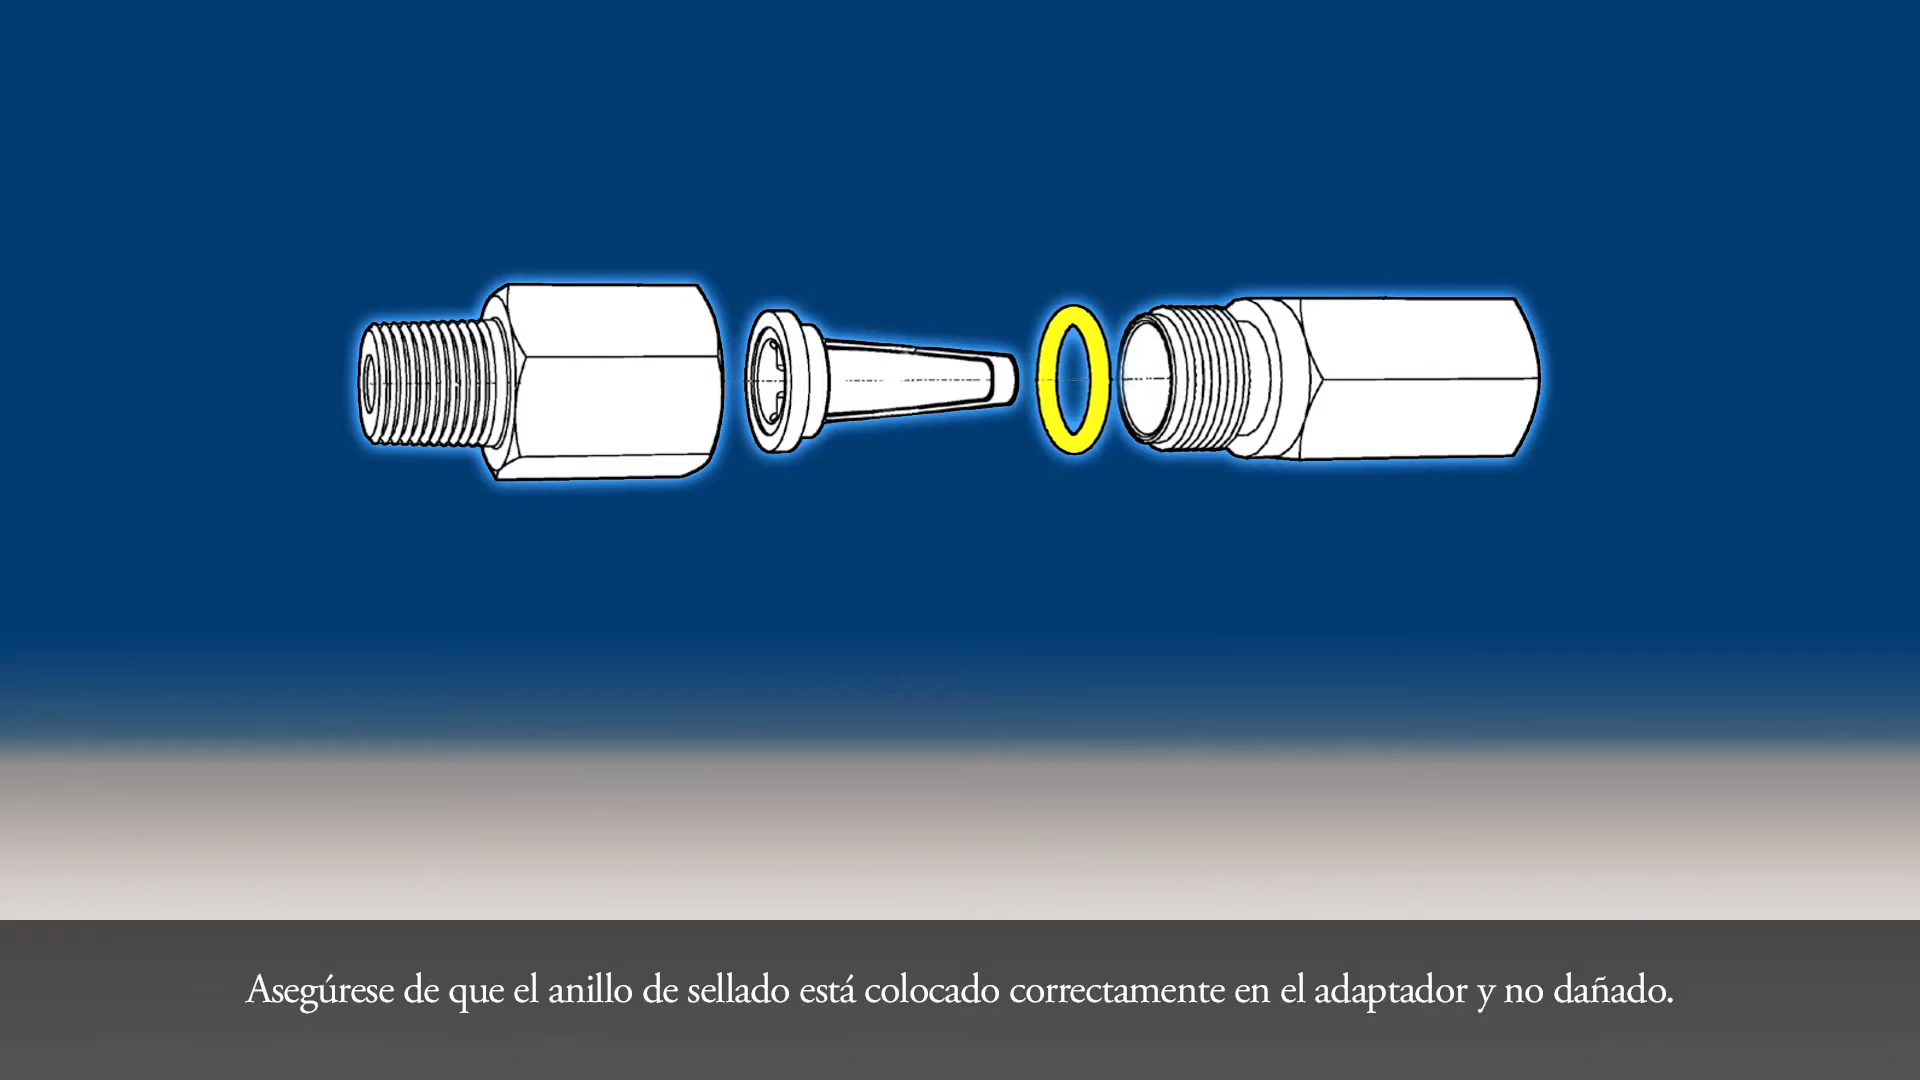 Asegúrese de que el anillo de sellado está colocado correctamente en el adaptador y no dañado.